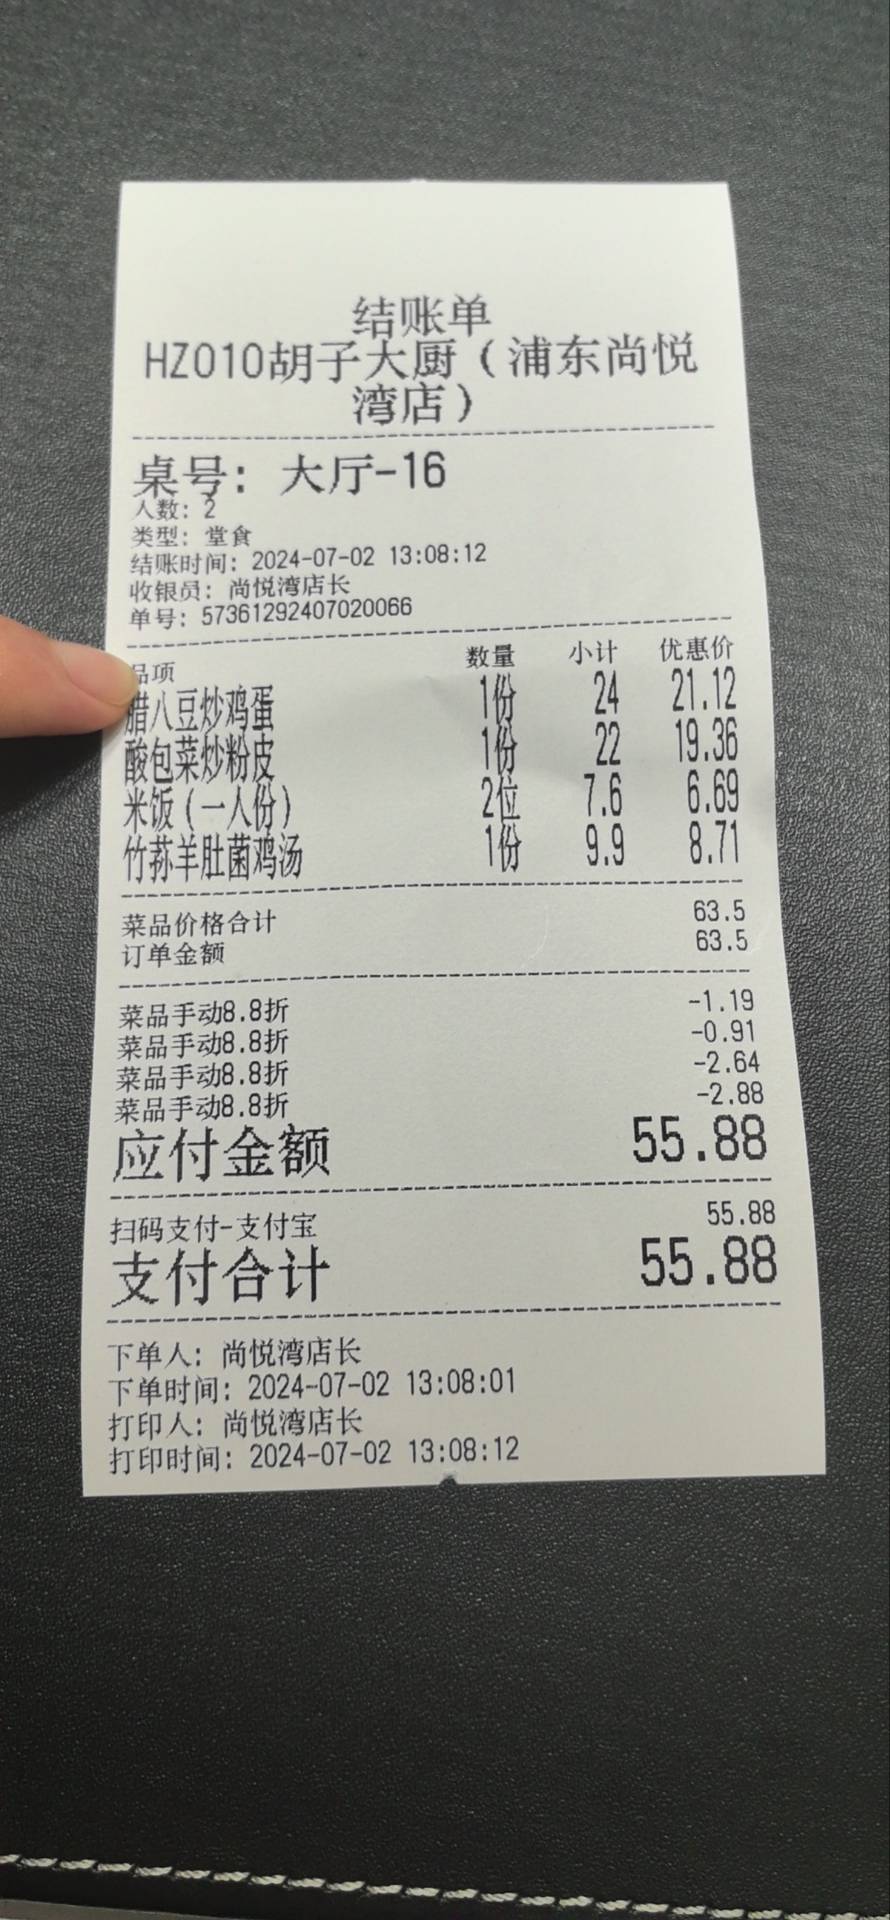 结账单
HZ010胡子大厨（浦东尚悦
湾店）
桌号: 大厅-16
人数: 2
类型: 堂食
结账时间: 2024-07-02 13:08:12
收银员: 尚悦湾店长
单号: 57361292407020066
品项 数量 小计 优惠价
腊八豆炒鸡蛋 1份 24 21.12
酸包菜炒粉皮 1份 22 19.36
米饭(一人份) 2位 7.6 6.69
竹荪羊肚菌鸡汤 1份 9.9 8.71
菜品价格合计 63.5
订单金额 63.5
菜品手动8.8折 -1.19
菜品手动8.8折 -0.91
菜品手动8.8折 -2.64
菜品手动8.8折 -2.88
应付金额 55.88
扫码支付-支付宝 55.88
支付合计 55.88
下单人: 尚悦湾店长
下单时间: 2024-07-02 13:08:01
打印人: 尚悦湾店长
打印时间: 2024-07-02 13:08:12